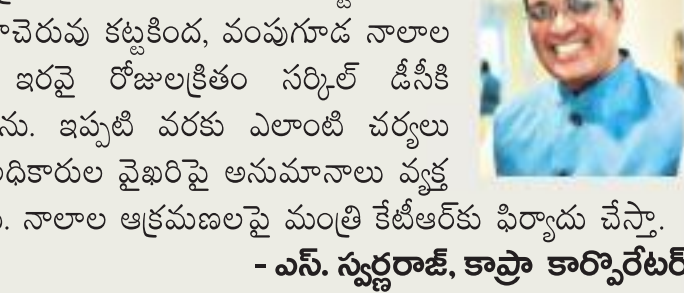 చెరువు కట్టకింద, వంపుగూడ నాలాల
ఇరవై రోజులక్రితం సర్కిల్ డీసీకి
ను. ఇప్పటి వరకు ఎలాంటి చర్యలు
అధికారుల వైఖరిపై అనుమానాలు వ్యక్త
. నాలాల ఆక్రమణలపై మంత్రి కేటీఆర్‌కు ఫిర్యాదు చేస్తా.
- ఎస్. స్వర్ణరాజ్, కాప్రా కార్పొరేటర్